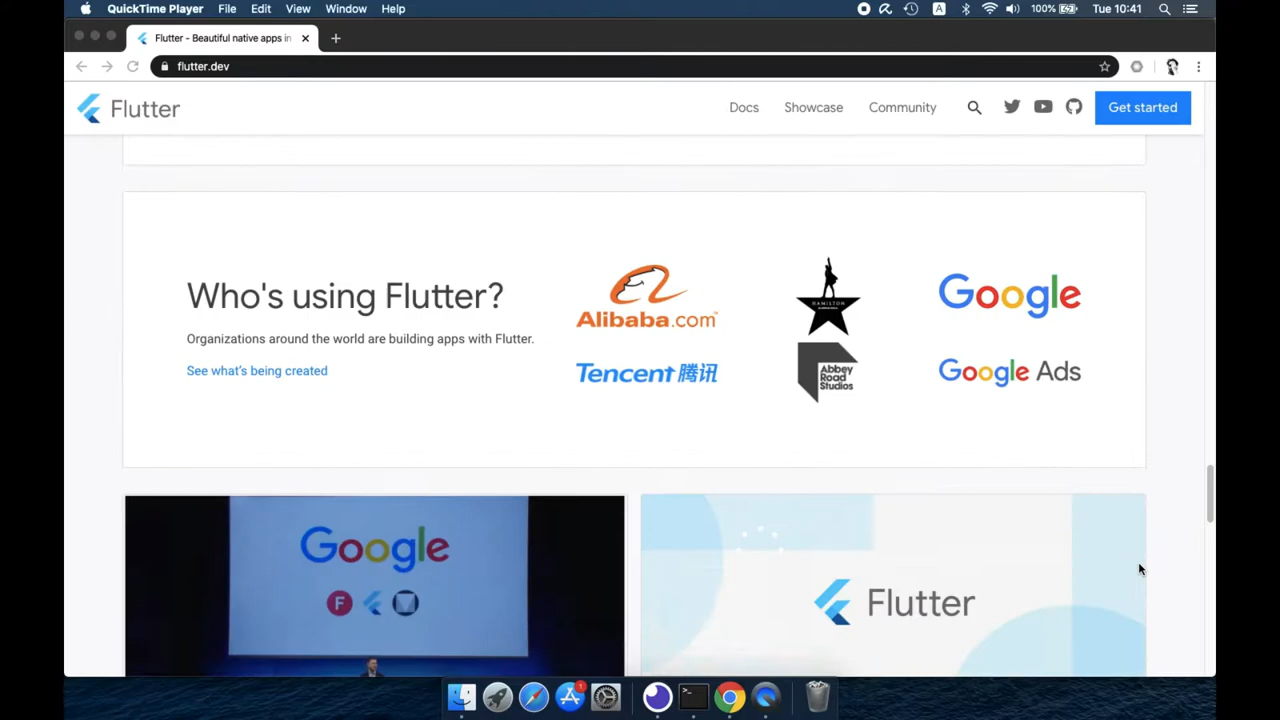 QuickTime Player File Edit View Window Help A 100% Tue 10:41
Flutter - Beautiful native apps in
flutter.dev
Flutter Docs Showcase Community Get started
Who's using Flutter?
Organizations around the world are building apps with Flutter.
See what's being created
Alibaba.com
HAMILTON
Google
Tencent 腾讯
Abbey
Road
Studios
Google Ads
Google
F
Flutter
1
>_